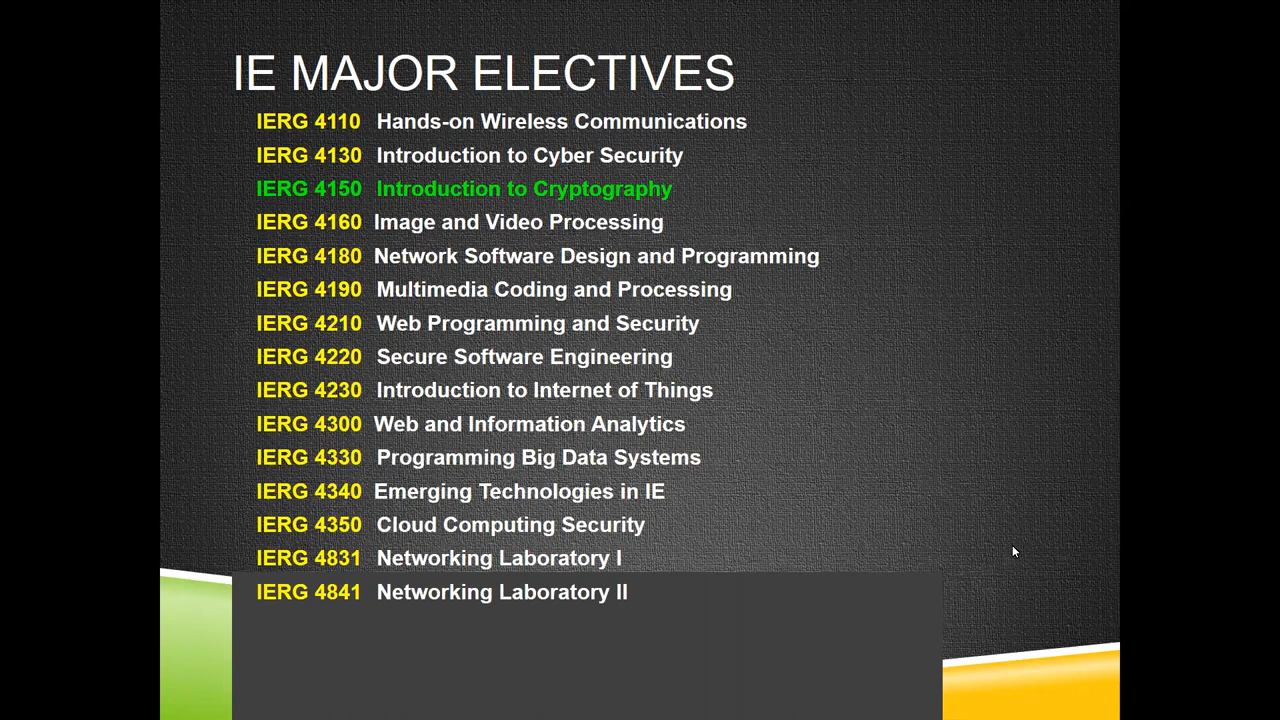 IE MAJOR ELECTIVES
IERG 4110 Hands-on Wireless Communications
IERG 4130 Introduction to Cyber Security
IERG 4150 Introduction to Cryptography
IERG 4160 Image and Video Processing
IERG 4180 Network Software Design and Programming
IERG 4190 Multimedia Coding and Processing
IERG 4210 Web Programming and Security
IERG 4220 Secure Software Engineering
IERG 4230 Introduction to Internet of Things
IERG 4300 Web and Information Analytics
IERG 4330 Programming Big Data Systems
IERG 4340 Emerging Technologies in IE
IERG 4350 Cloud Computing Security
IERG 4831 Networking Laboratory I
IERG 4841 Networking Laboratory II